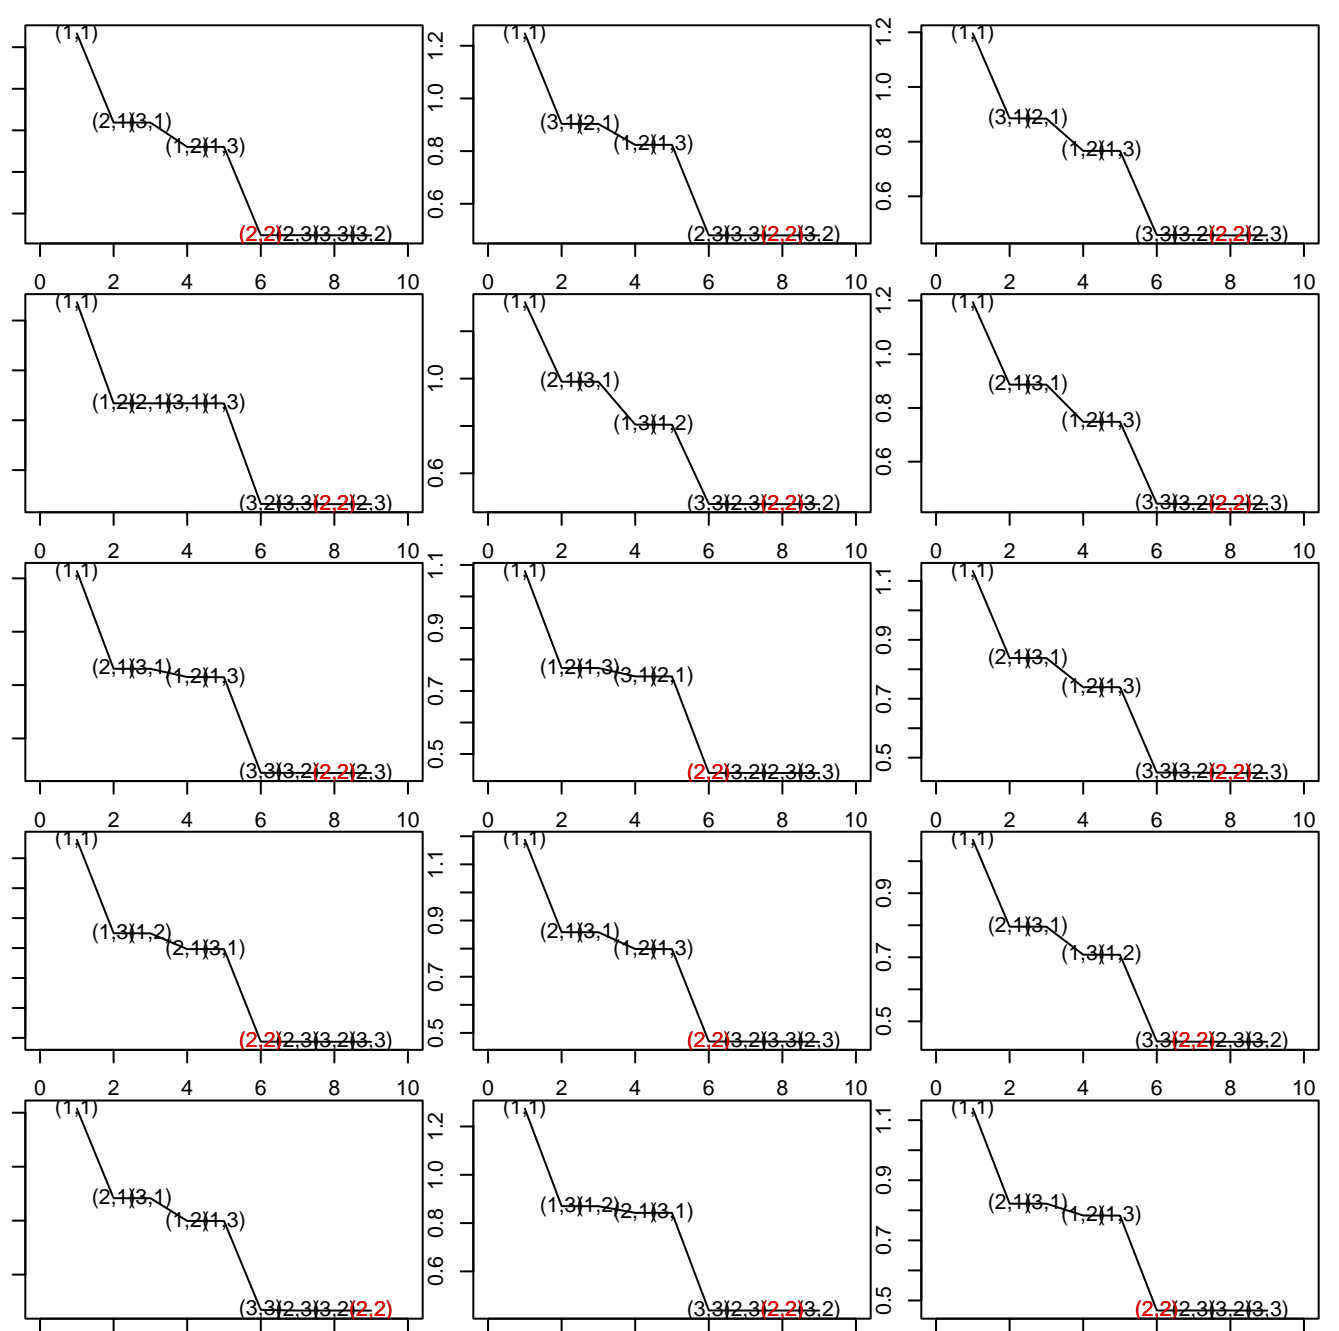 (1,1) 1.2 (1,1) 1.2 (1,1)
(2,1) (3,1) 1.0 (3,1) (2,1) 1.0 (3,1) (2,1)
(1,2) (1,3) 0.8 (1,2) (1,3) 0.8 (1,2) (1,3)
0.6 0.6
(2,2) (2,3) (3,3) (3,2) (2,3) (3,3) (2,2) (3,2) (3,3) (3,2) (2,2) (2,3)
0 2 4 6 8 10 0 2 4 6 8 10 0 2 4 6 8 10
(1,1) (1,1) 1.2 (1,1)
(1,2) (2,1) (3,1) (1,3) 1.0 (2,1) (3,1) 1.0 (2,1) (3,1)
(1,3) (1,2) 0.8 (1,2) (1,3)
0.6 0.6
(3,2) (3,3) (2,2) (2,3) (3,3) (2,3) (2,2) (3,2) (3,3) (3,2) (2,2) (2,3)
0 2 4 6 8 10 0 2 4 6 8 10 0 2 4 6 8 10
(1,1) 1.1 (1,1) 1.1 (1,1)
0.9 0.9
(2,1) (3,1) (1,2) (1,3) (2,1) (3,1)
(1,2) (1,3) 0.7 (3,1) (2,1) 0.7 (1,2) (1,3)
0.5 0.5
(3,3) (3,2) (2,2) (2,3) (2,2) (3,2) (2,3) (3,3) (3,3) (3,2) (2,2) (2,3)
0 2 4 6 8 10 0 2 4 6 8 10 0 2 4 6 8 10
(1,1) 1.1 (1,1) (1,1)
(1,3) (1,2) 0.9 (2,1) (3,1) 0.9 (2,1) (3,1)
(2,1) (3,1) 0.7 (1,2) (1,3) 0.7 (1,3) (1,2)
0.5 0.5
(2,2) (2,3) (3,2) (3,3) (2,2) (3,2) (3,3) (2,3) (3,3) (2,2) (2,3) (3,2)
0 2 4 6 8 10 0 2 4 6 8 10 0 2 4 6 8 10
(1,1) 1.2 (1,1) 1.1 (1,1)
(2,1) (3,1) 1.0 (1,3) (1,2) 0.9 (2,1) (3,1)
(1,2) (1,3) 0.8 (2,1) (3,1) 0.7 (1,2) (1,3)
0.6 0.5
(3,3) (2,3) (3,2) (2,2) (3,3) (2,3) (2,2) (3,2) (2,2) (2,3) (3,2) (3,3)